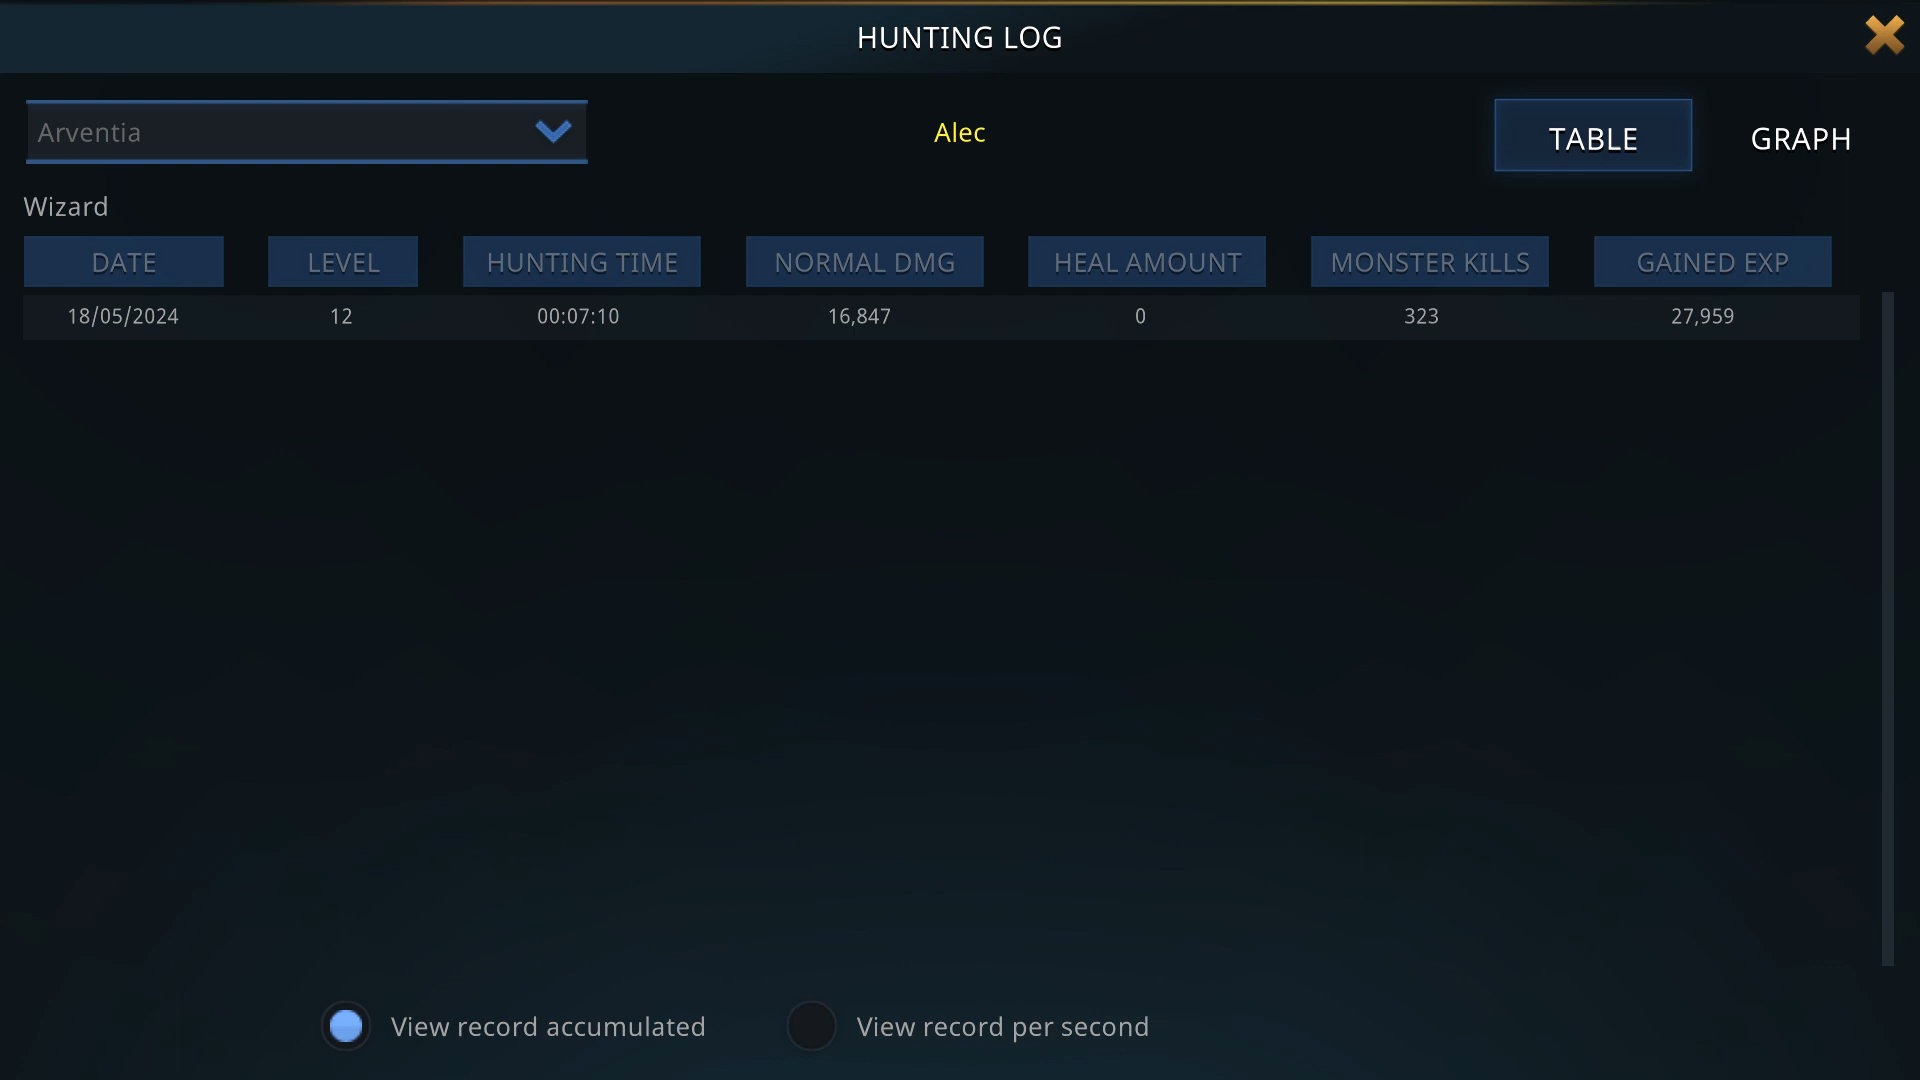 HUNTING LOG
Arventia
Alec
TABLE
GRAPH
Wizard
DATE LEVEL HUNTING TIME NORMAL DMG HEAL AMOUNT MONSTER KILLS GAINED EXP
18/05/2024 12 00:07:10 16,847 0 323 27,959
View record accumulated
View record per second